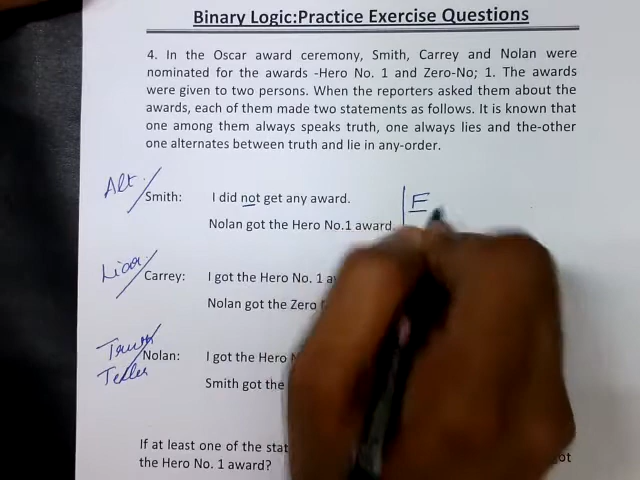 Binary Logic:Practice Exercise Questions
4. In the Oscar award ceremony, Smith, Carrey and Nolan were
nominated for the awards -Hero No. 1 and Zero-No; 1. The awards
were given to two persons. When the reporters asked them about the
awards, each of them made two statements as follows. It is known that
one among them always speaks truth, one always lies and the-other
one alternates between truth and lie in any-order.
Alt.
Smith: I did not get any award. F
Nolan got the Hero No.1 award.
Liar
Carrey: I got the Hero No. 1
Nolan got the Zero
Truth
Nolan: I got the Hero
Teller
Smith got the
If at least one of the got
the Hero No. 1 award?